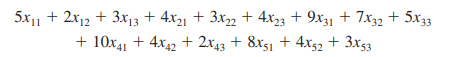 5x₁₁ + 2x₁₂ + 3x₁₃ + 4x₂₁ + 3x₂₂ + 4x₂₃ + 9x₃₁ + 7x₃₂ + 5x₃₃
+ 10x₄₁ + 4x₄₂ + 2x₄₃ + 8x₅₁ + 4x₅₂ + 3x₅₃